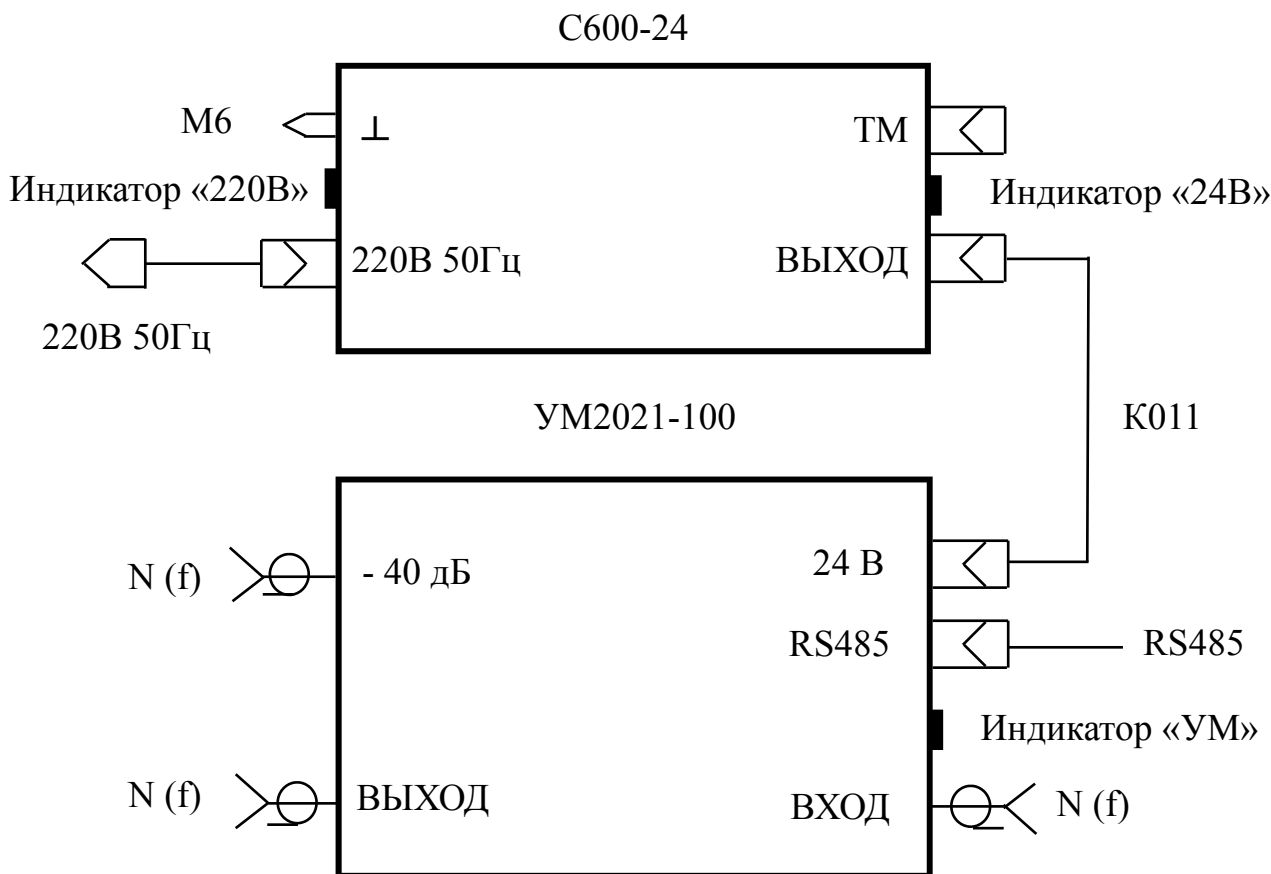 С600-24
М6
⊥
ТМ
Индикатор «220В»
Индикатор «24В»
220В 50Гц
ВЫХОД
220В 50Гц
УМ2021-100
К011
N (f)
- 40 дБ
24 В
RS485
RS485
Индикатор «УМ»
N (f)
ВЫХОД
ВХОД
N (f)